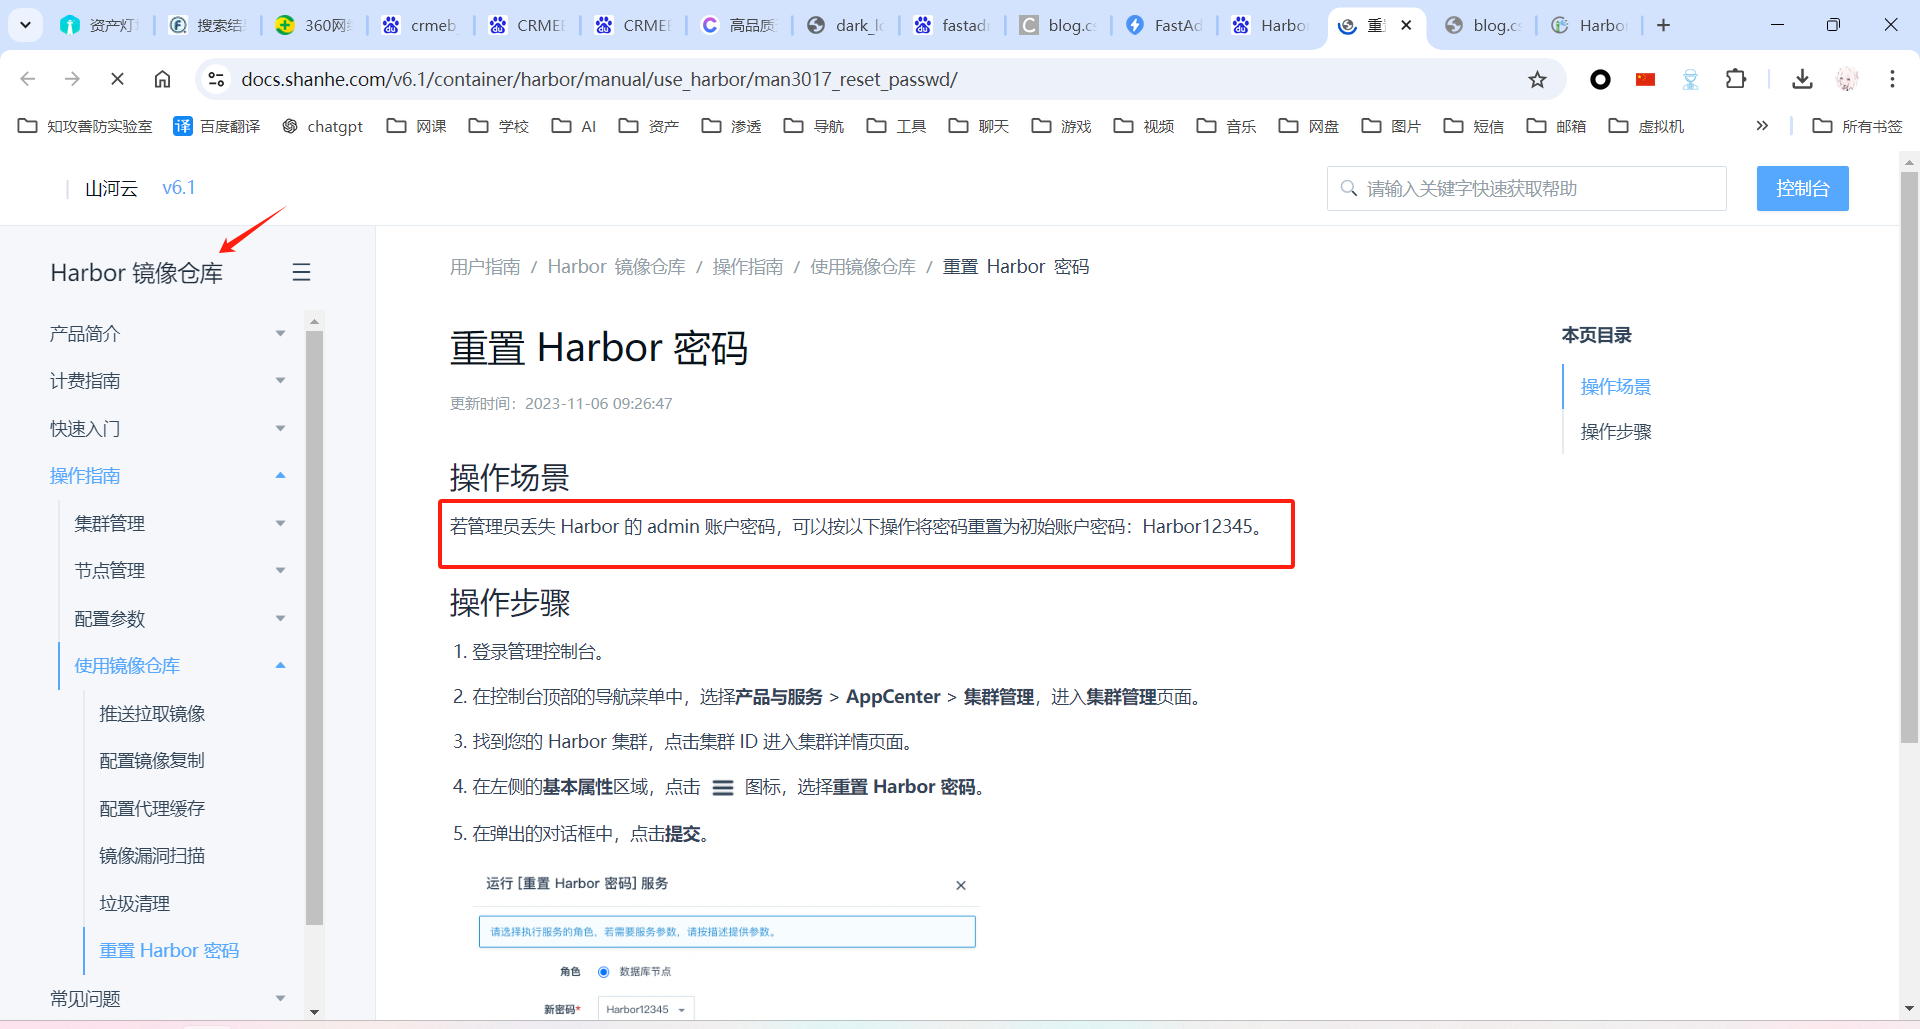 资产灯
搜索结
360网
crmeb
CRMEE
CRMEE
高品质
dark_lc
fastadm
blog.cs
FastAd
Harbor
重
blog.cs
Harbor
docs.shanhe.com/v6.1/container/harbor/manual/use_harbor/man3017_reset_passwd/
知攻善防实验室
译 百度翻译
chatgpt
网课
学校
AI
资产
渗透
导航
工具
聊天
游戏
视频
音乐
网盘
图片
短信
邮箱
虚拟机
所有书签
山河云 v6.1
请输入关键字快速获取帮助
控制台
Harbor 镜像仓库
产品简介
计费指南
快速入门
操作指南
集群管理
节点管理
配置参数
使用镜像仓库
推送拉取镜像
配置镜像复制
配置代理缓存
镜像漏洞扫描
垃圾清理
重置 Harbor 密码
常见问题
用户指南 / Harbor 镜像仓库 / 操作指南 / 使用镜像仓库 / 重置 Harbor 密码
重置 Harbor 密码
更新时间：2023-11-06 09:26:47
操作场景
若管理员丢失 Harbor 的 admin 账户密码，可以按以下操作将密码重置为初始账户密码：Harbor12345。
操作步骤
1. 登录管理控制台。
2. 在控制台顶部的导航菜单中，选择产品与服务 > AppCenter > 集群管理，进入集群管理页面。
3. 找到您的 Harbor 集群，点击集群 ID 进入集群详情页面。
4. 在左侧的基本属性区域，点击 图标，选择重置 Harbor 密码。
5. 在弹出的对话框中，点击提交。
运行 [重置 Harbor 密码] 服务
请选择执行服务的角色，若需要服务参数，请按描述提供参数。
角色 数据库节点
新密码* Harbor12345
本页目录
操作场景
操作步骤